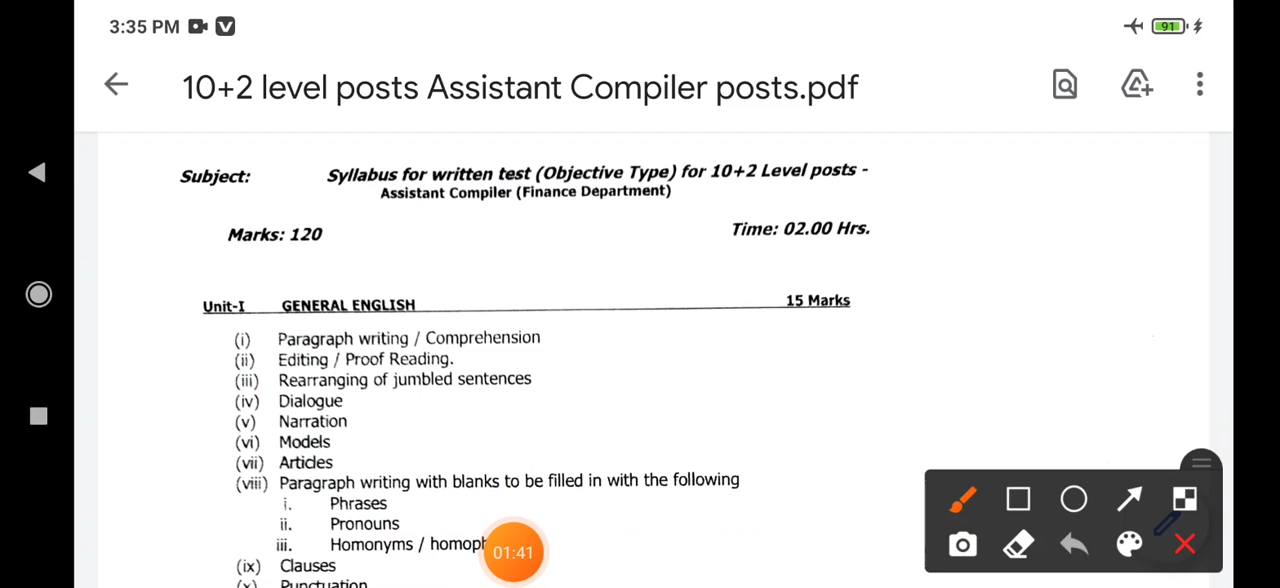 3:35 PM V 91
10+2 level posts Assistant Compiler posts.pdf
Subject: Syllabus for written test (Objective Type) for 10+2 Level posts -
Assistant Compiler (Finance Department)
Marks: 120 Time: 02.00 Hrs.
Unit-I GENERAL ENGLISH 15 Marks
(i) Paragraph writing / Comprehension
(ii) Editing / Proof Reading.
(iii) Rearranging of jumbled sentences
(iv) Dialogue
(v) Narration
(vi) Models
(vii) Articles
(viii) Paragraph writing with blanks to be filled in with the following
i. Phrases
ii. Pronouns
iii. Homonyms / homoph
01:41
(ix) Clauses
(x) Punctuation